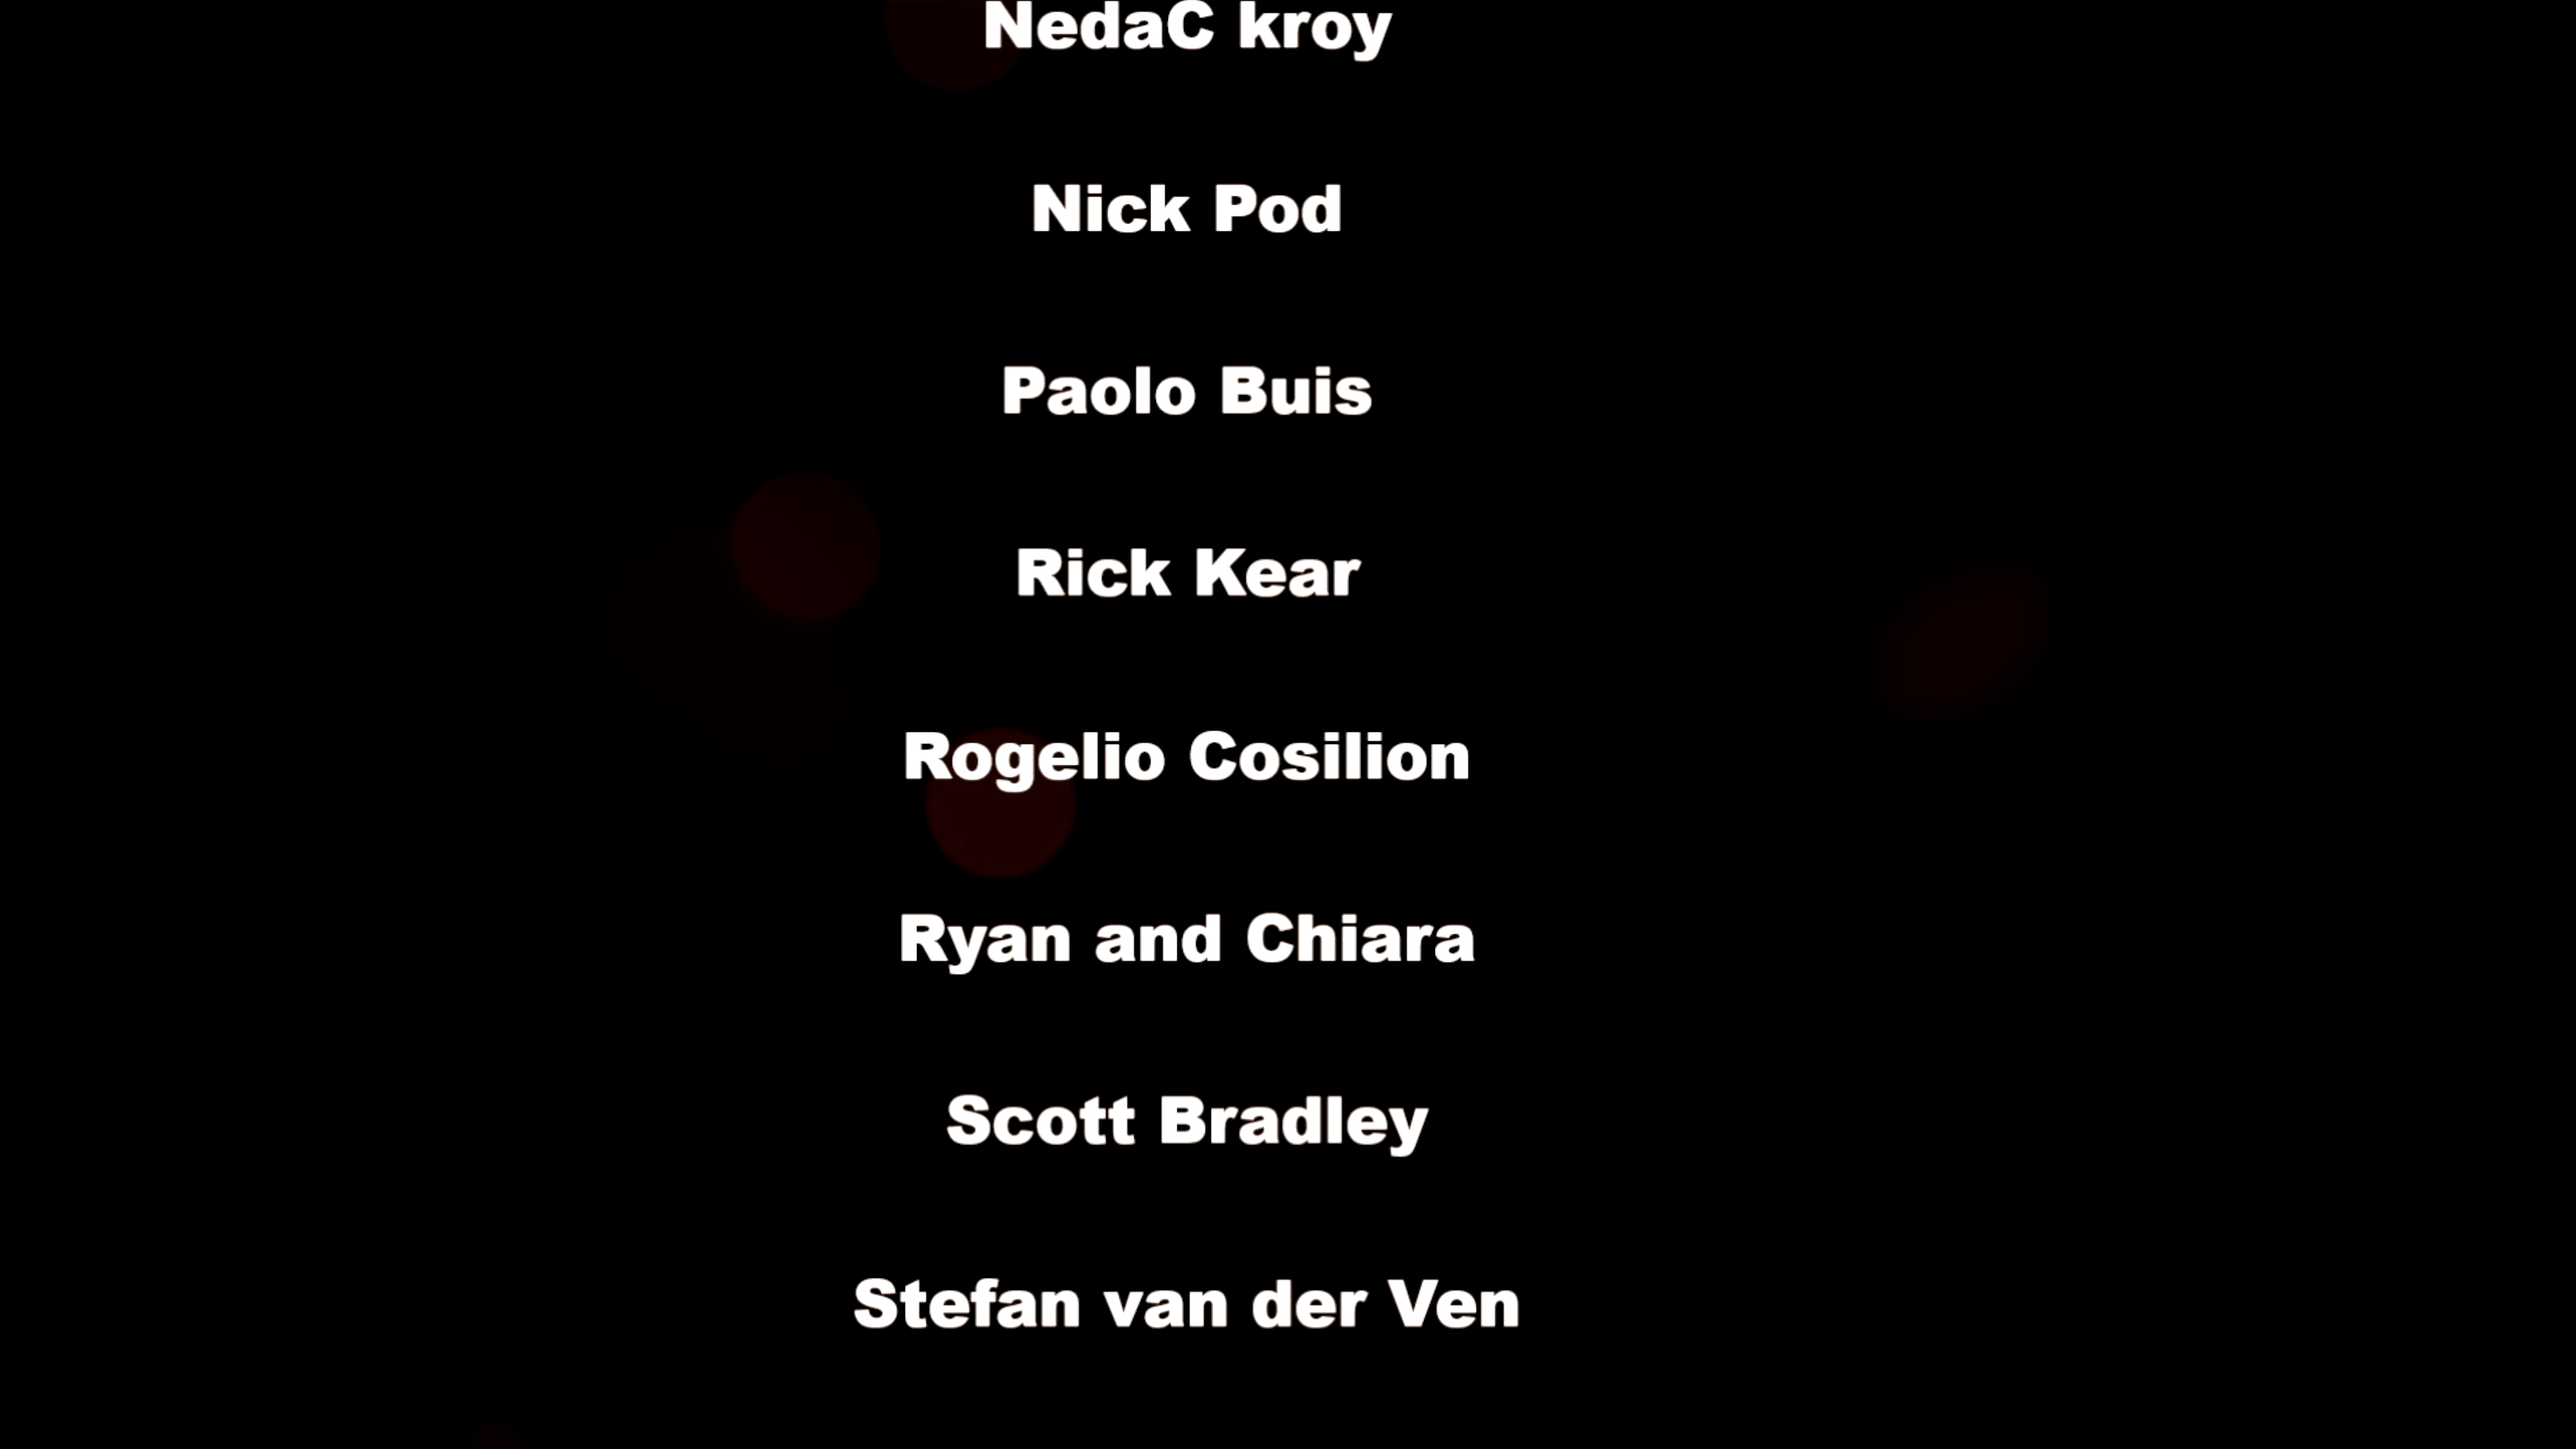 NedaC kroy
Nick Pod
Paolo Buis
Rick Kear
Rogelio Cosilion
Ryan and Chiara
Scott Bradley
Stefan van der Ven